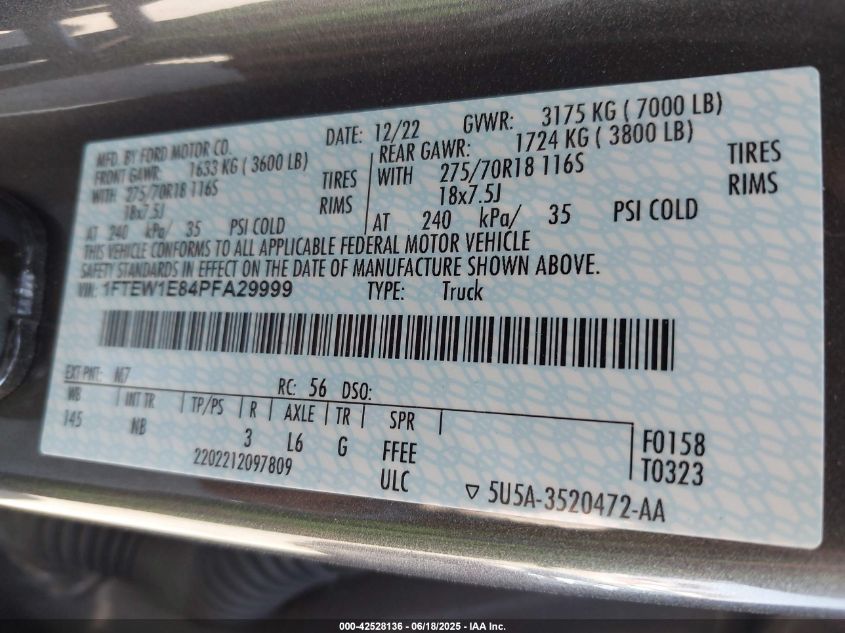 MFD. BY FORD MOTOR CO.
DATE: 12/22 GVWR: 3175 KG ( 7000 LB)
FRONT GAWR: 1633 KG ( 3600 LB)
REAR GAWR: 1724 KG ( 3800 LB)
WITH 275/70R18 116S TIRES
WITH 275/70R18 116S TIRES
18x7.5J RIMS
18x7.5J RIMS
AT 240 kPa/ 35 PSI COLD
AT 240 kPa/ 35 PSI COLD
THIS VEHICLE CONFORMS TO ALL APPLICABLE FEDERAL MOTOR VEHICLE
SAFETY STANDARDS IN EFFECT ON THE DATE OF MANUFACTURE SHOWN ABOVE.
VIN: 1FTEW1E84PFA29999 TYPE: Truck
EXT PNT: M7 RC: 56 DSO:
WB INT TR TP/PS R AXLE TR SPR
145 NB 3 L6 G FFEE
2202212097809 ULC
F0158
T0323
5U5A-3520472-AA
000-42528136 - 06/18/2025 - IAA Inc.